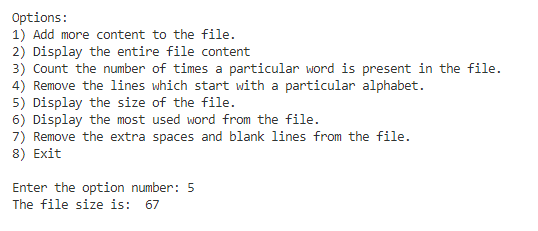 Options:
1) Add more content to the file.
2) Display the entire file content
3) Count the number of times a particular word is present in the file.
4) Remove the lines which start with a particular alphabet.
5) Display the size of the file.
6) Display the most used word from the file.
7) Remove the extra spaces and blank lines from the file.
8) Exit
Enter the option number: 5
The file size is:  67